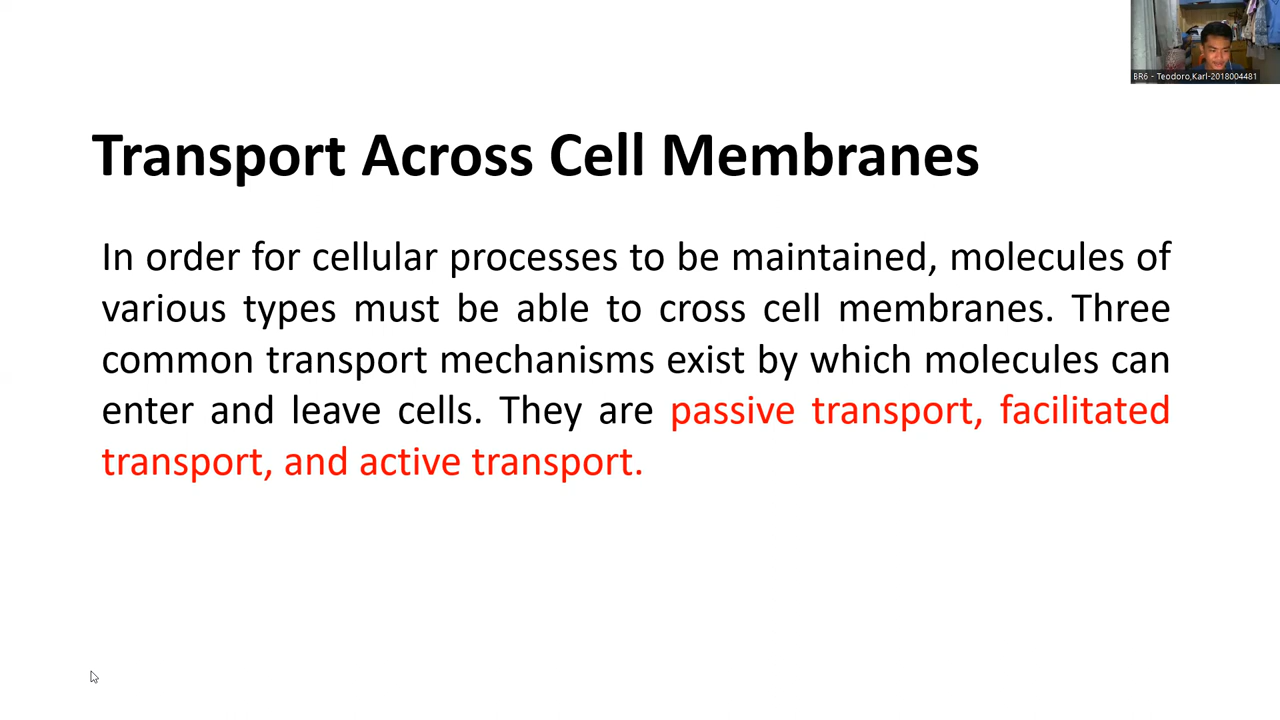 BR6 - Teodoro,Karl-2018004481
Transport Across Cell Membranes
In order for cellular processes to be maintained, molecules of
various types must be able to cross cell membranes. Three
common transport mechanisms exist by which molecules can
enter and leave cells. They are passive transport, facilitated
transport, and active transport.